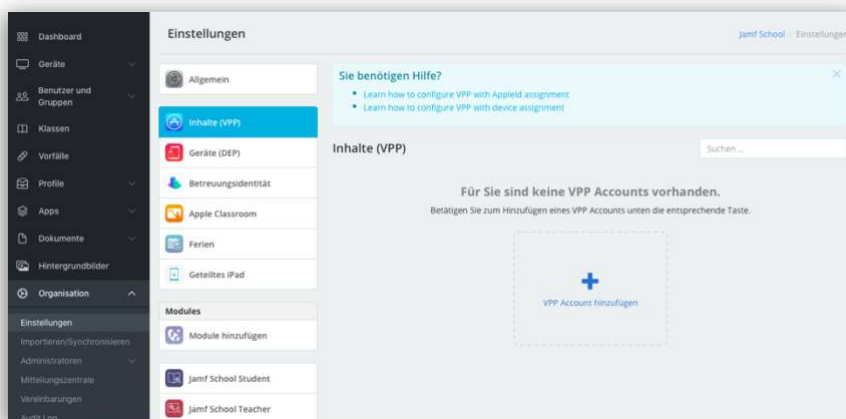 Dashboard
Geräte
Benutzer und
Gruppen
Klassen
Vorfälle
Profile
Apps
Dokumente
Hintergrundbilder
Organisation
Einstellungen
Importieren/Synchronisieren
Administratoren
Mitteilungszentrale
Vereinbarungen
Audit Log
Einstellungen
Jamf School
Einstellungen
Allgemein
Inhalte (VPP)
Geräte (DEP)
Betreuungsidentität
Apple Classroom
Ferien
Geteiltes iPad
Modules
Module hinzufügen
Jamf School Student
Jamf School Teacher
Sie benötigen Hilfe?
Learn how to configure VPP with AppleId assignment
Learn how to configure VPP with device assignment
Inhalte (VPP)
Suchen ...
Für Sie sind keine VPP Accounts vorhanden.
Betätigen Sie zum Hinzufügen eines VPP Accounts unten die entsprechende Taste.
VPP Account hinzufügen